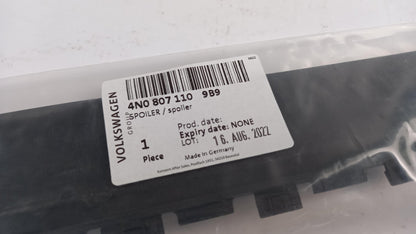 VOLKSWAGEN
GROUP
4N0 807 110 9B9
SPOILER / spoiler
1
Piece
Prod. date:
Expiry date: NONE
LOT: 16. AUG. 2022
Made in Germany